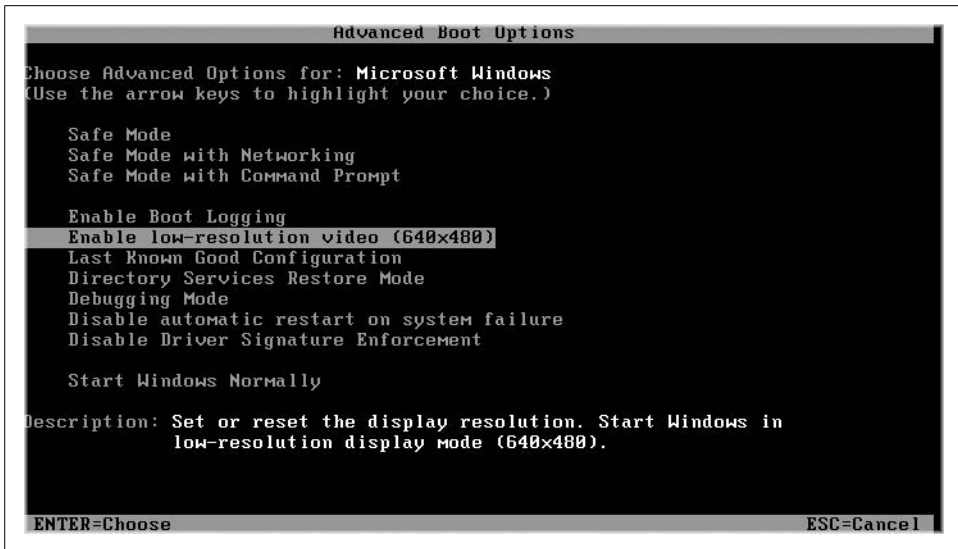 Advanced Boot Options
Choose Advanced Options for: Microsoft Windows
(Use the arrow keys to highlight your choice.)
Safe Mode
Safe Mode with Networking
Safe Mode with Command Prompt
Enable Boot Logging
Enable low-resolution video (640x480)
Last Known Good Configuration
Directory Services Restore Mode
Debugging Mode
Disable automatic restart on system failure
Disable Driver Signature Enforcement
Start Windows Normally
Description: Set or reset the display resolution. Start Windows in
low-resolution display mode (640x480).
ENTER=Choose ESC=Cancel